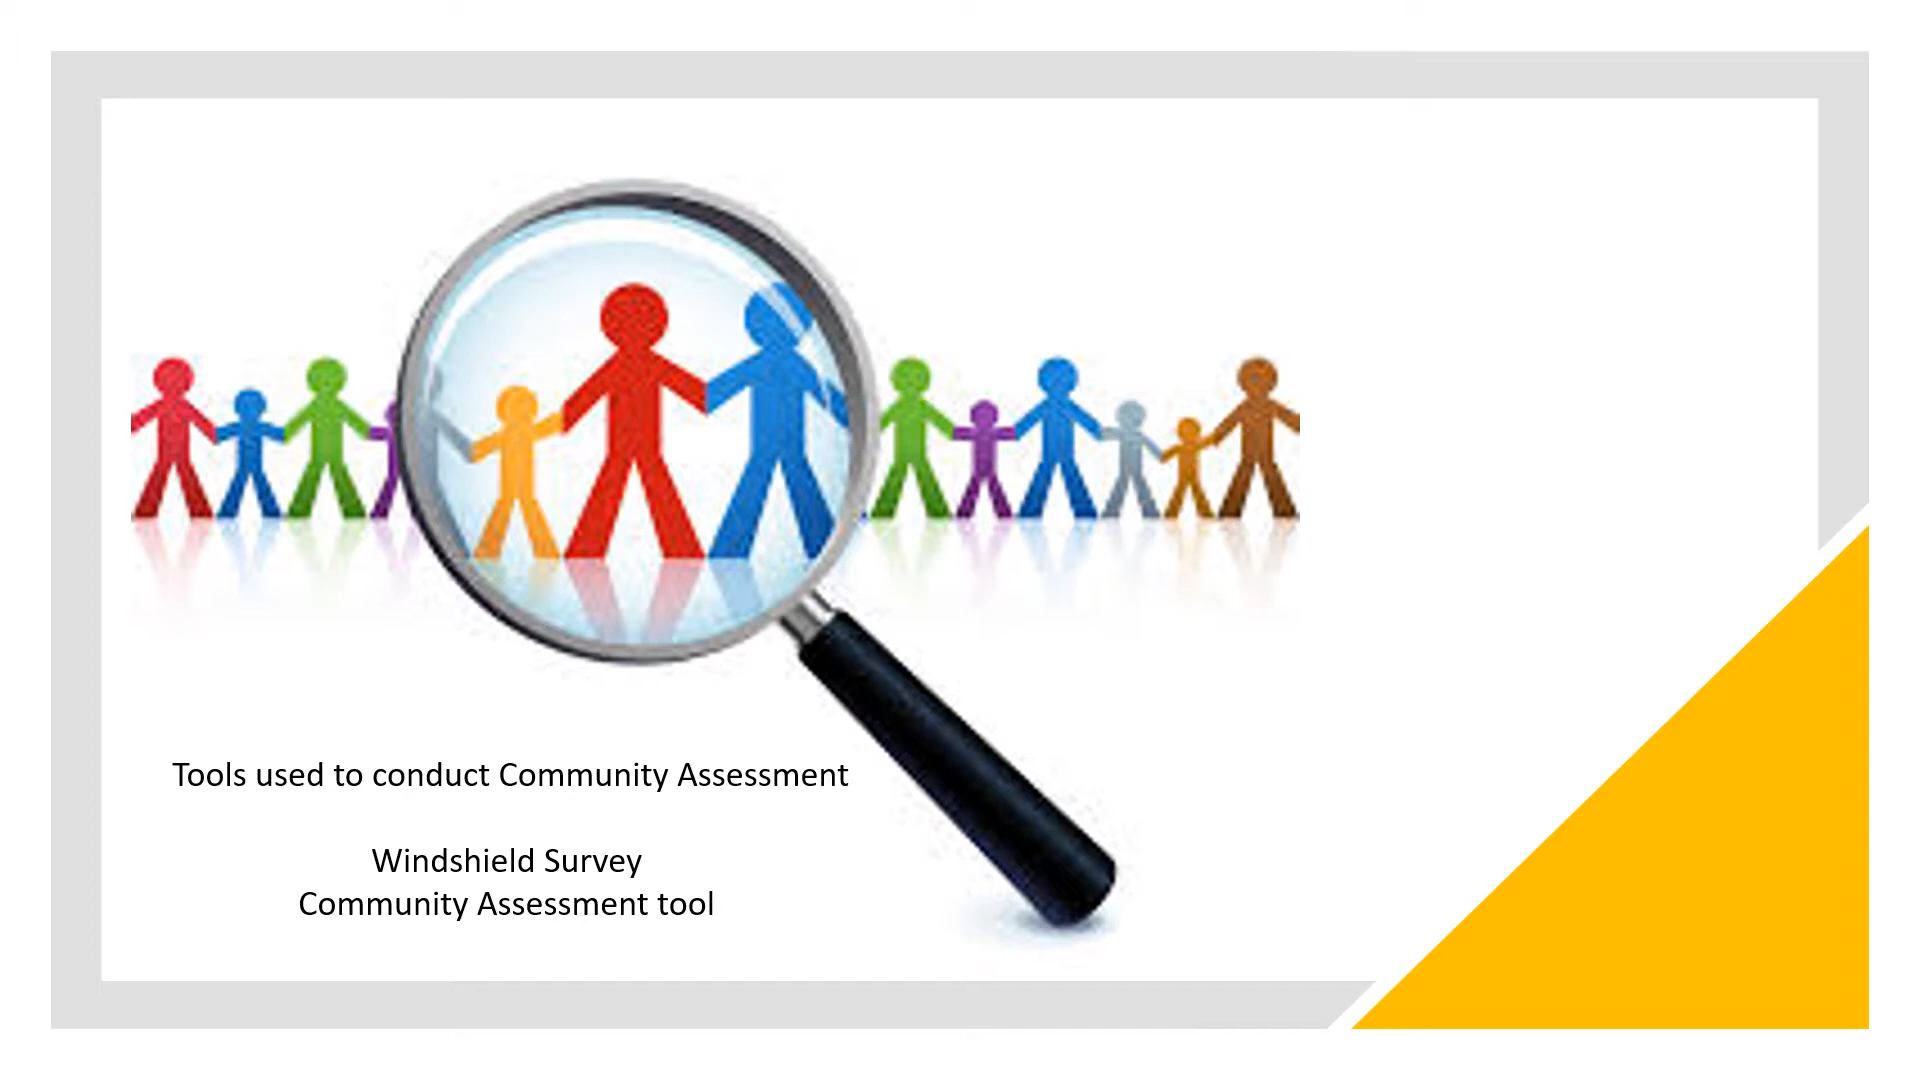 Tools used to conduct Community Assessment
Windshield Survey
Community Assessment tool